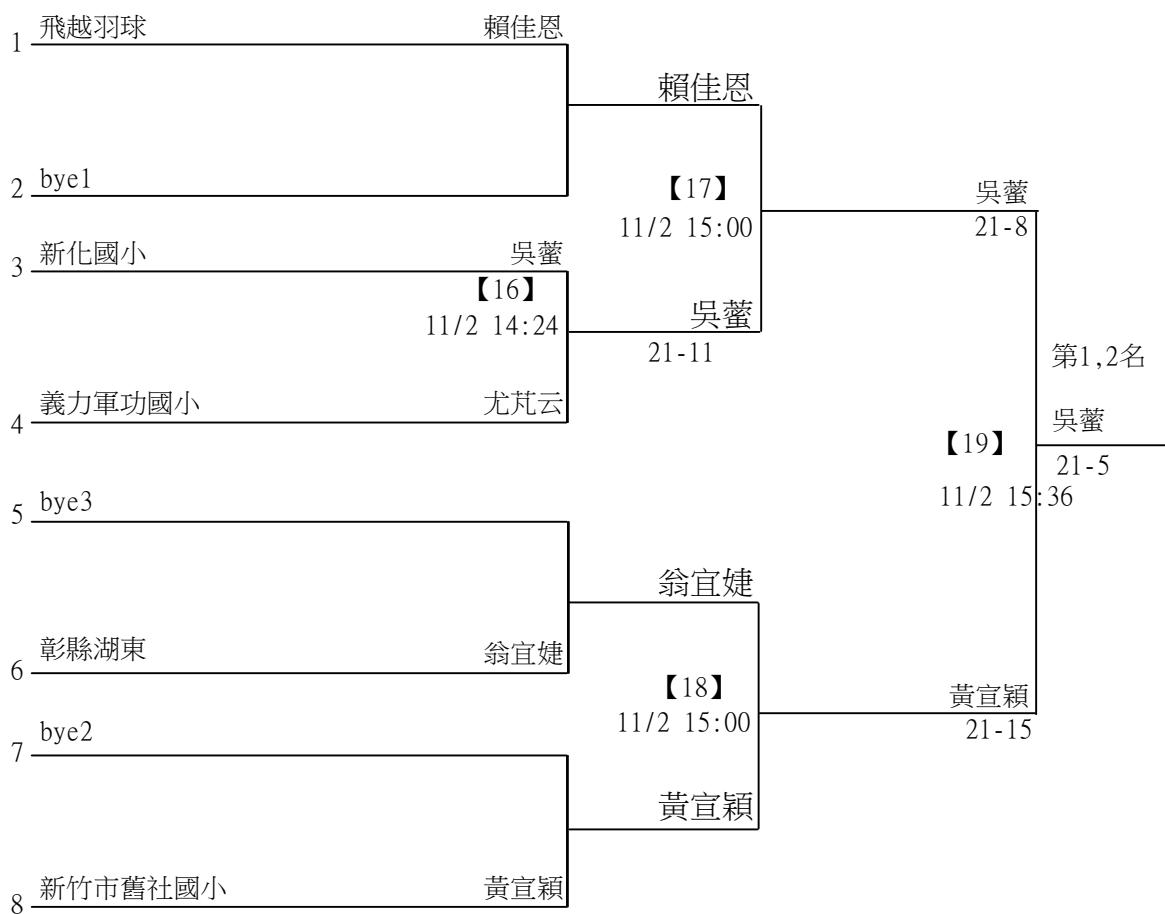 1 飛越羽球 賴佳恩
賴佳恩
2 bye1
【17】
11/2 15:00
吳蓥
21-8
3 新化國小 吳蓥
【16】
11/2 14:24
吳蓥
21-11
第1,2名
4 義力軍功國小 尤芃云
吳蓥
【19】
21-5
11/2 15:36
5 bye3
翁宜婕
6 彰縣湖東 翁宜婕
【18】
11/2 15:00
黃宣穎
21-15
7 bye2
黃宣穎
8 新竹市舊社國小 黃宣穎